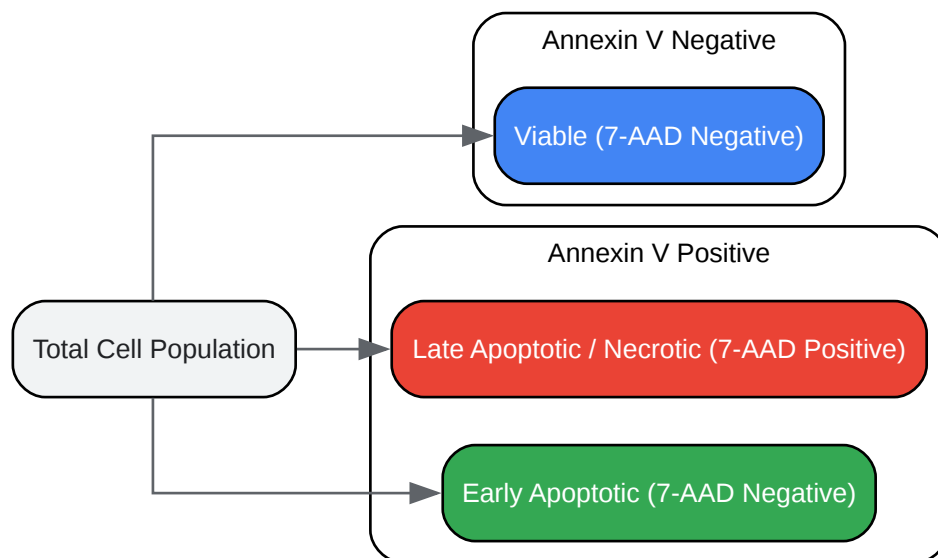 Annexin V Negative
Viable (7-AAD Negative)
Annexin V Positive
Total Cell Population
Late Apoptotic / Necrotic (7-AAD Positive)
Early Apoptotic (7-AAD Negative)